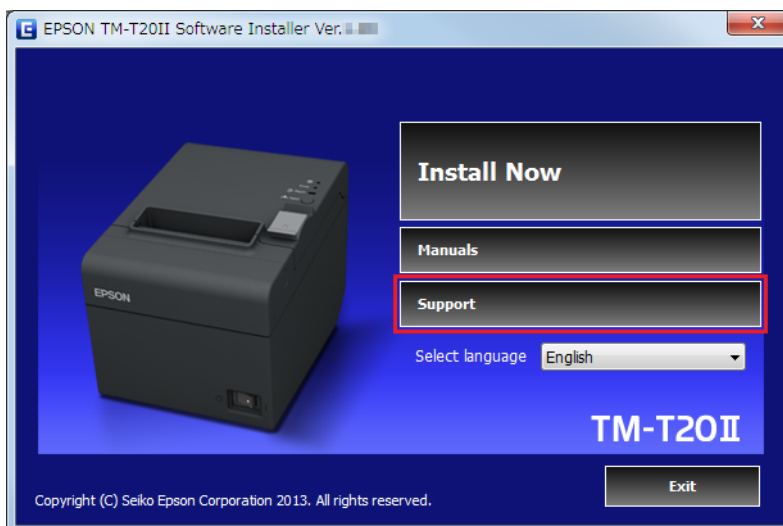 EPSON TM-T20II Software Installer Ver.
Install Now
Manuals
Support
EPSON
Select language English
TM-T20II
Exit
Copyright (C) Seiko Epson Corporation 2013. All rights reserved.